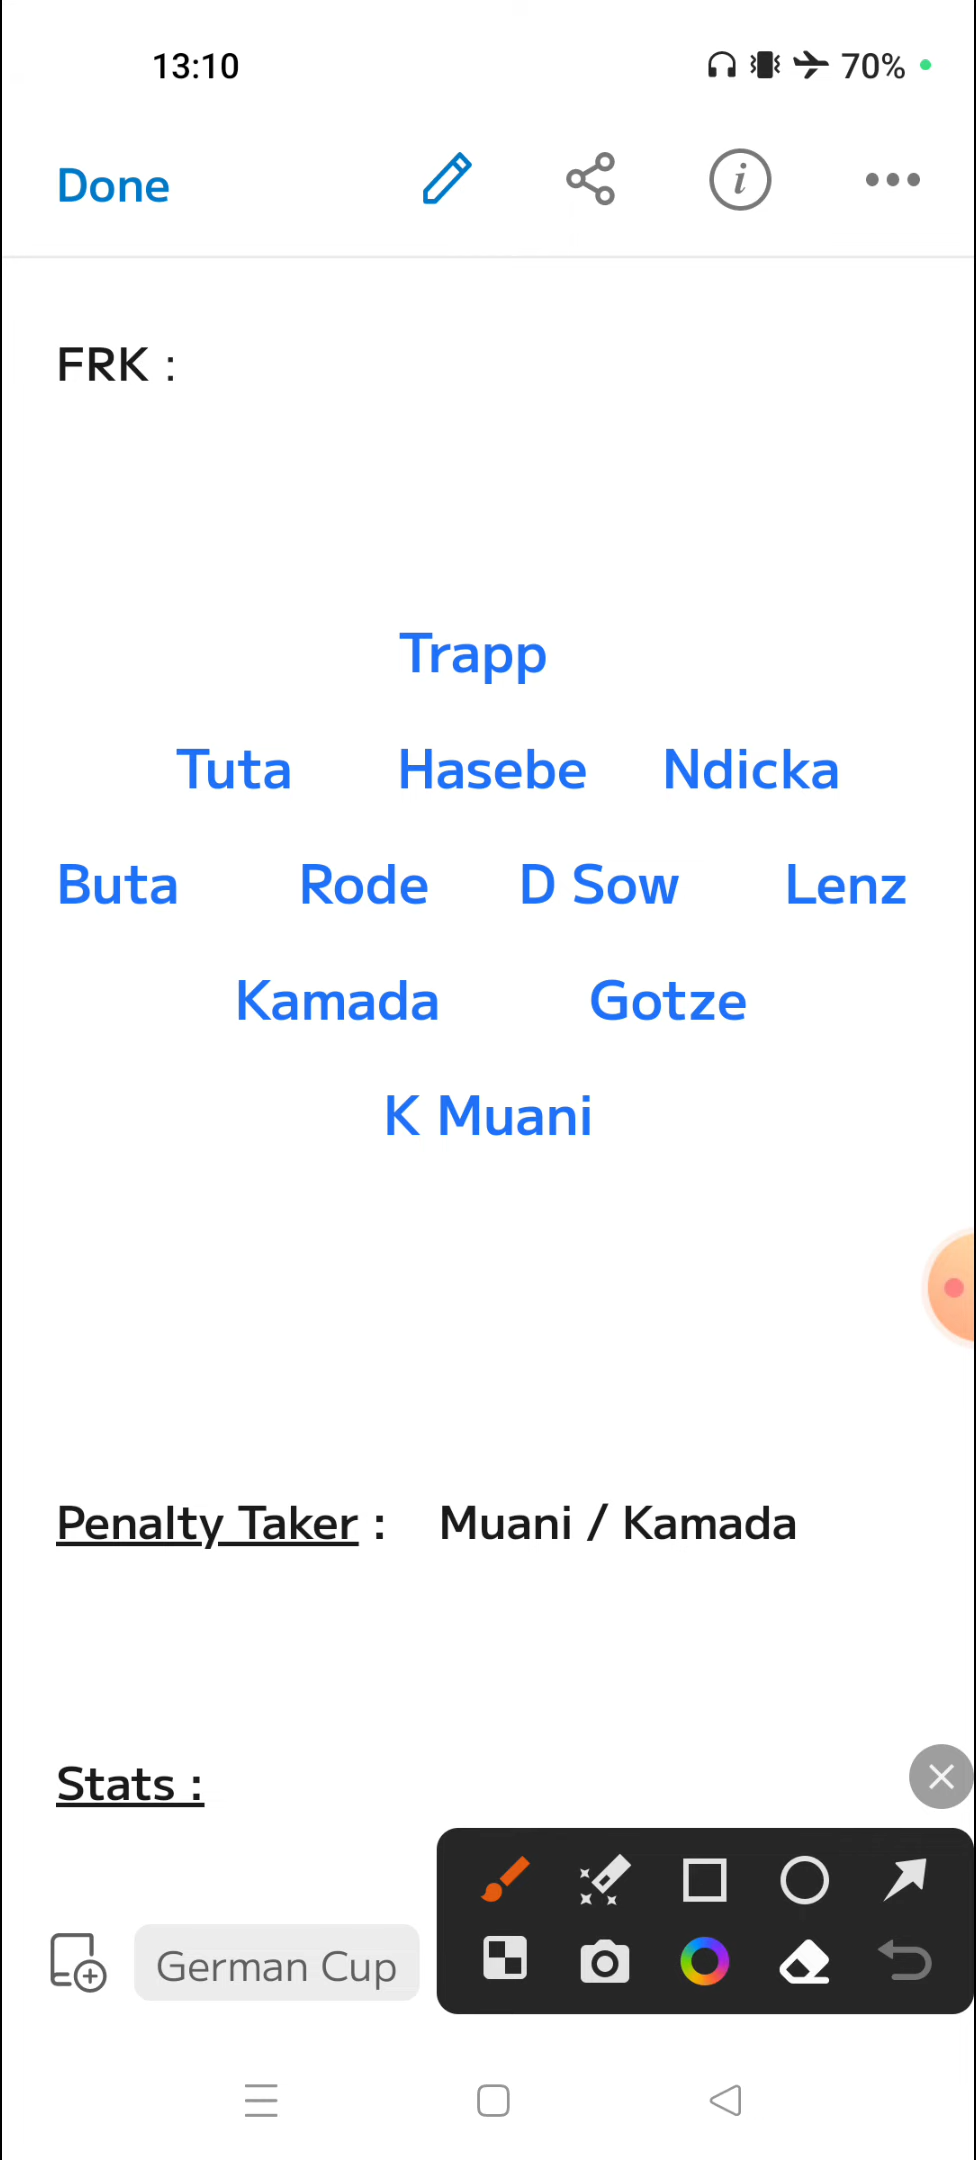 13:10 70%
Done
FRK :
Trapp
Tuta Hasebe Ndicka
Buta Rode D Sow Lenz
Kamada Gotze
K Muani
Penalty Taker : Muani / Kamada
Stats :
German Cup